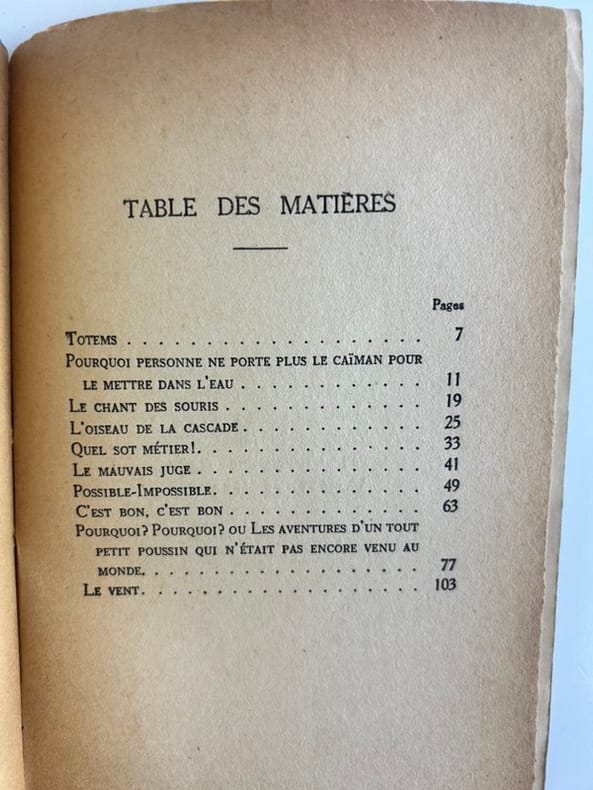 TABLE DES MATIÈRES
Pages
TOTEMS . . . . . . . . . . . . . . . . . . . 7
POURQUOI PERSONNE NE PORTE PLUS LE CAÏMAN POUR
LE METTRE DANS L'EAU . . . . . . . . . . . . 11
LE CHANT DES SOURIS . . . . . . . . . . . . . 19
L'OISEAU DE LA CASCADE . . . . . . . . . . . . 25
QUEL SOT MÉTIER! . . . . . . . . . . . . . . . 33
LE MAUVAIS JUGE . . . . . . . . . . . . . . . 41
POSSIBLE-IMPOSSIBLE . . . . . . . . . . . . . . 49
C'EST BON, C'EST BON . . . . . . . . . . . . . 63
POURQUOI? POURQUOI? OU LES AVENTURES D'UN TOUT
PETIT POUSSIN QUI N'ÉTAIT PAS ENCORE VENU AU
MONDE . . . . . . . . . . . . . . . . . . 77
LE VENT . . . . . . . . . . . . . . . . . . 103